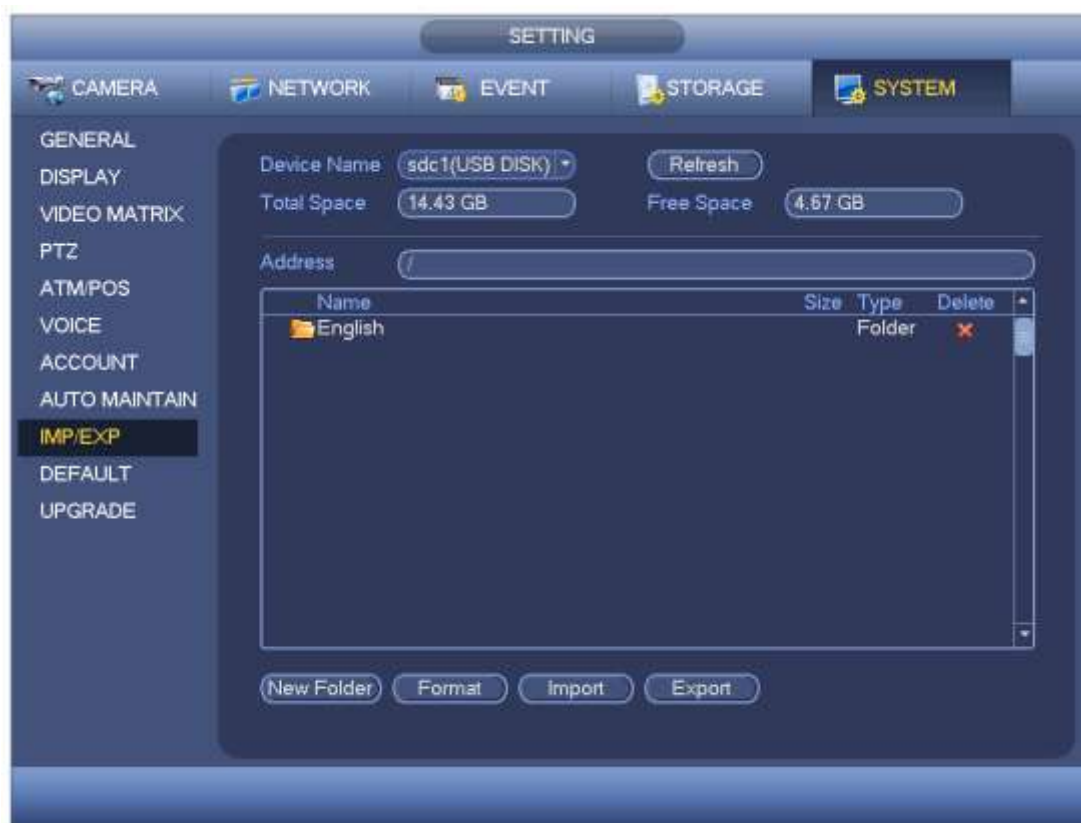 SETTING
CAMERA NETWORK EVENT STORAGE SYSTEM
GENERAL
DISPLAY
VIDEO MATRIX
PTZ
ATM/POS
VOICE
ACCOUNT
AUTO MAINTAIN
IMP/EXP
DEFAULT
UPGRADE
Device Name sdc1(USB DISK) Refresh
Total Space 14.43 GB Free Space 4.67 GB
Address /
Name Size Type Delete
English Folder
New Folder Format Import Export